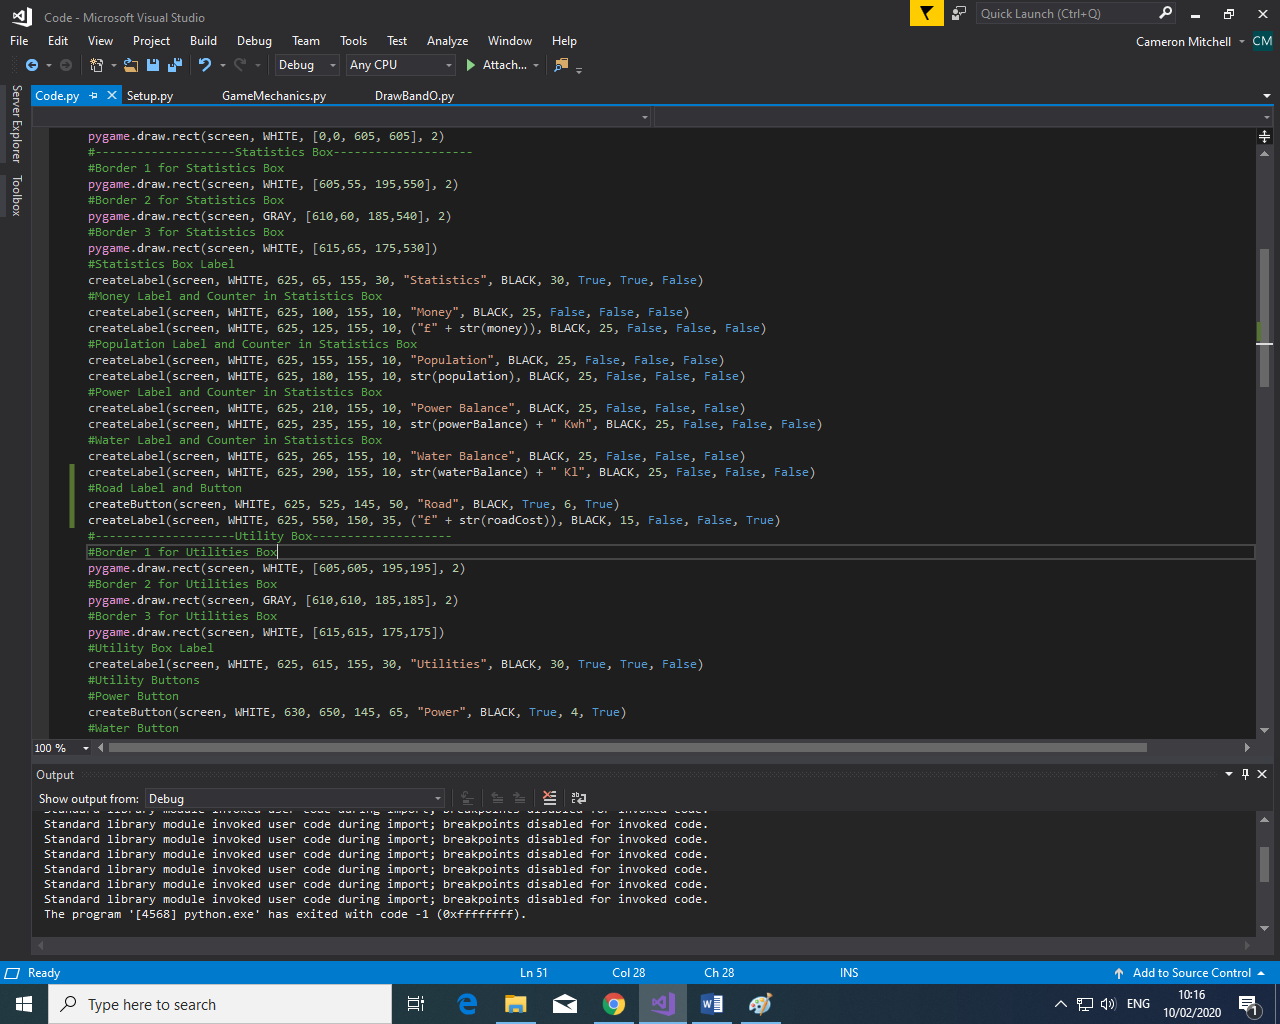 Code - Microsoft Visual Studio
Quick Launch (Ctrl+Q)
File Edit View Project Build Debug Team Tools Test Analyze Window Help
Cameron Mitchell CM
Debug Any CPU Attach...
Server Explorer
Toolbox
Code.py Setup.py GameMechanics.py DrawBandO.py
pygame.draw.rect(screen, WHITE, [0,0, 605, 605], 2)
#--------------------Statistics Box--------------------
#Border 1 for Statistics Box
pygame.draw.rect(screen, WHITE, [605,55, 195,550], 2)
#Border 2 for Statistics Box
pygame.draw.rect(screen, GRAY, [610,60, 185,540], 2)
#Border 3 for Statistics Box
pygame.draw.rect(screen, WHITE, [615,65, 175,530])
#Statistics Box Label
createLabel(screen, WHITE, 625, 65, 155, 30, "Statistics", BLACK, 30, True, True, False)
#Money Label and Counter in Statistics Box
createLabel(screen, WHITE, 625, 100, 155, 10, "Money", BLACK, 25, False, False, False)
createLabel(screen, WHITE, 625, 125, 155, 10, ("£" + str(money)), BLACK, 25, False, False, False)
#Population Label and Counter in Statistics Box
createLabel(screen, WHITE, 625, 155, 155, 10, "Population", BLACK, 25, False, False, False)
createLabel(screen, WHITE, 625, 180, 155, 10, str(population), BLACK, 25, False, False, False)
#Power Label and Counter in Statistics Box
createLabel(screen, WHITE, 625, 210, 155, 10, "Power Balance", BLACK, 25, False, False, False)
createLabel(screen, WHITE, 625, 235, 155, 10, str(powerBalance) + " Kwh", BLACK, 25, False, False, False)
#Water Label and Counter in Statistics Box
createLabel(screen, WHITE, 625, 265, 155, 10, "Water Balance", BLACK, 25, False, False, False)
createLabel(screen, WHITE, 625, 290, 155, 10, str(waterBalance) + " Kl", BLACK, 25, False, False, False)
#Road Label and Button
createButton(screen, WHITE, 625, 525, 145, 50, "Road", BLACK, True, 6, True)
createLabel(screen, WHITE, 625, 550, 150, 35, ("£" + str(roadCost)), BLACK, 15, False, False, True)
#--------------------Utility Box--------------------
#Border 1 for Utilities Box
pygame.draw.rect(screen, WHITE, [605,605, 195,195], 2)
#Border 2 for Utilities Box
pygame.draw.rect(screen, GRAY, [610,610, 185,185], 2)
#Border 3 for Utilities Box
pygame.draw.rect(screen, WHITE, [615,615, 175,175])
#Utility Box Label
createLabel(screen, WHITE, 625, 615, 155, 30, "Utilities", BLACK, 30, True, True, False)
#Utility Buttons
#Power Button
createButton(screen, WHITE, 630, 650, 145, 65, "Power", BLACK, True, 4, True)
#Water Button
100 %
Output
Show output from: Debug
Standard library module invoked user code during import; breakpoints disabled for invoked code.
Standard library module invoked user code during import; breakpoints disabled for invoked code.
Standard library module invoked user code during import; breakpoints disabled for invoked code.
Standard library module invoked user code during import; breakpoints disabled for invoked code.
Standard library module invoked user code during import; breakpoints disabled for invoked code.
Standard library module invoked user code during import; breakpoints disabled for invoked code.
Standard library module invoked user code during import; breakpoints disabled for invoked code.
The program '[4568] python.exe' has exited with code -1 (0xffffffff).
Ready Ln 51 Col 28 Ch 28 INS Add to Source Control
Type here to search
ENG 10:16
10/02/2020
1